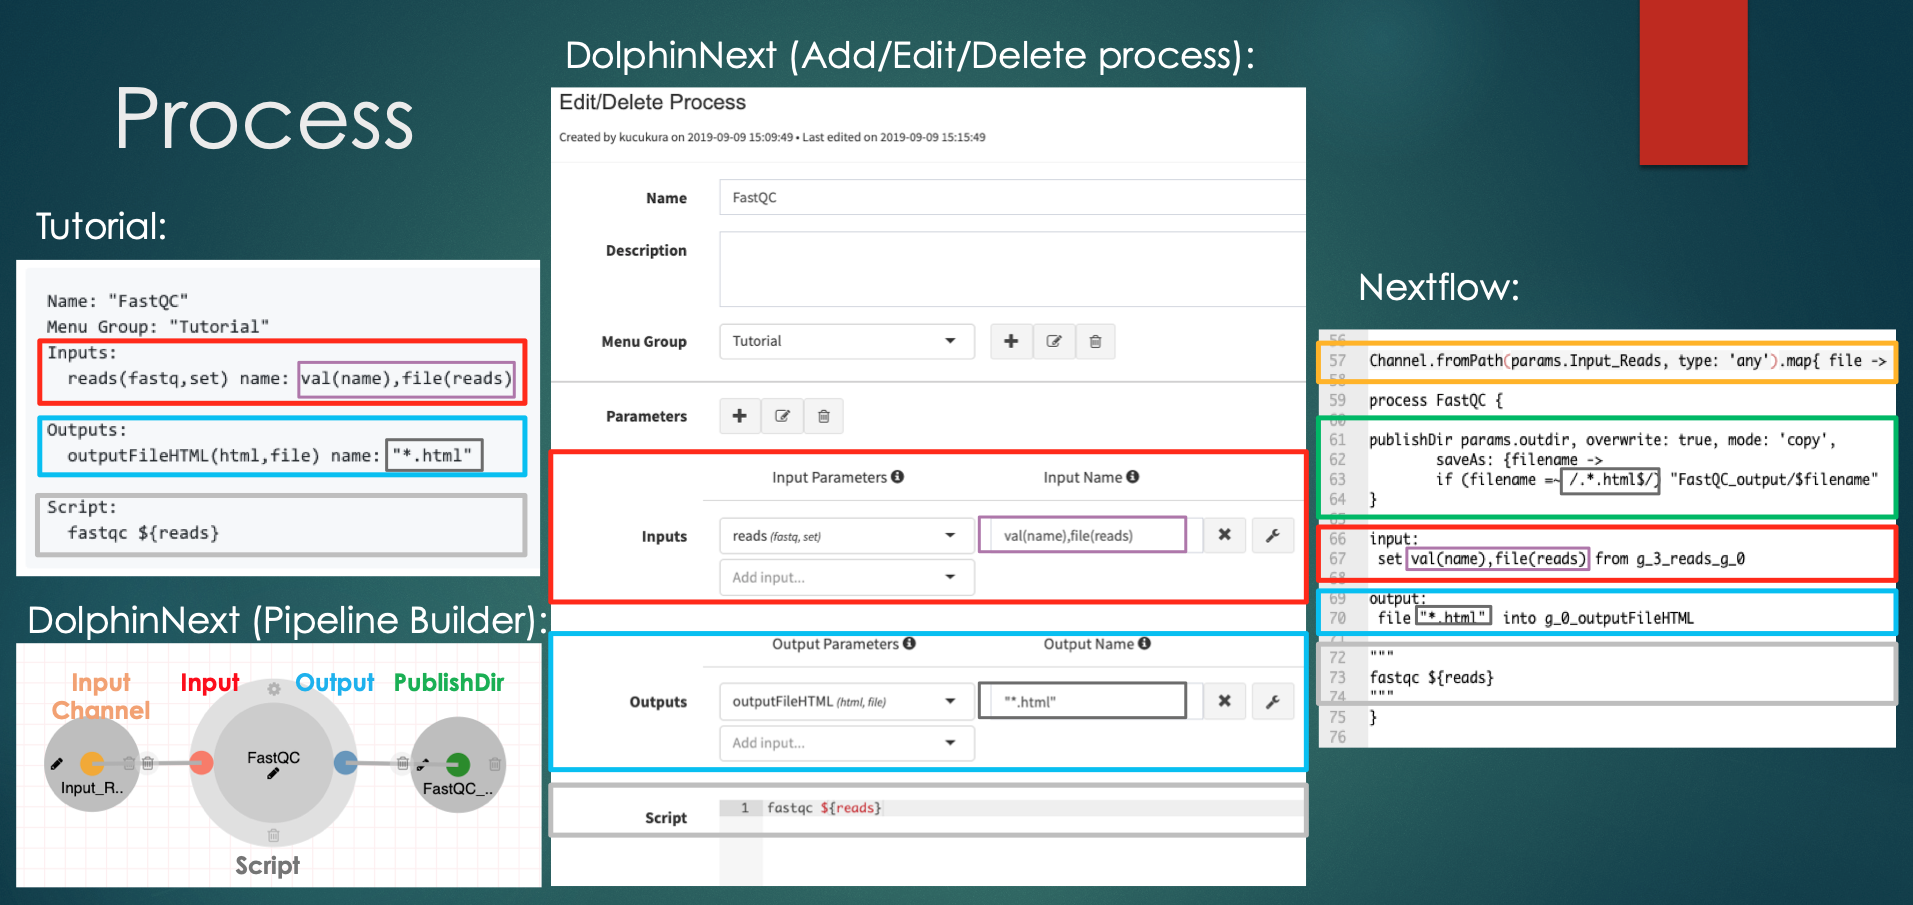 Process
Tutorial:
Name: "FastQC"
Menu Group: "Tutorial"
Inputs:
reads(fastq,set) name: val(name),file(reads)
Outputs:
outputFileHTML(html,file) name: "*.html"
Script:
fastqc ${reads}
DolphinNext (Pipeline Builder):
Input Channel
Input
Output
PublishDir
Input_R..
FastQC
FastQC_..
Script
DolphinNext (Add/Edit/Delete process):
Edit/Delete Process
Created by kucukura on 2019-09-09 15:09:49 • Last edited on 2019-09-09 15:15:49
Name
FastQC
Description
Menu Group
Tutorial
Parameters
Input Parameters
Input Name
Inputs
reads (fastq, set)
val(name),file(reads)
Add input...
Output Parameters
Output Name
Outputs
outputFileHTML (html, file)
"*.html"
Add input...
Script
1 fastqc ${reads}
Nextflow:
56
57 Channel.fromPath(params.Input_Reads, type: 'any').map{ file ->
58
59 process FastQC {
60
61 publishDir params.outdir, overwrite: true, mode: 'copy',
62 saveAs: {filename ->
63 if (filename =~ /.*.html$/) "FastQC_output/$filename"
64 }
65
66 input:
67 set val(name),file(reads) from g_3_reads_g_0
68
69 output:
70 file "*.html" into g_0_outputFileHTML
71
72 """
73 fastqc ${reads}
74 """
75 }
76